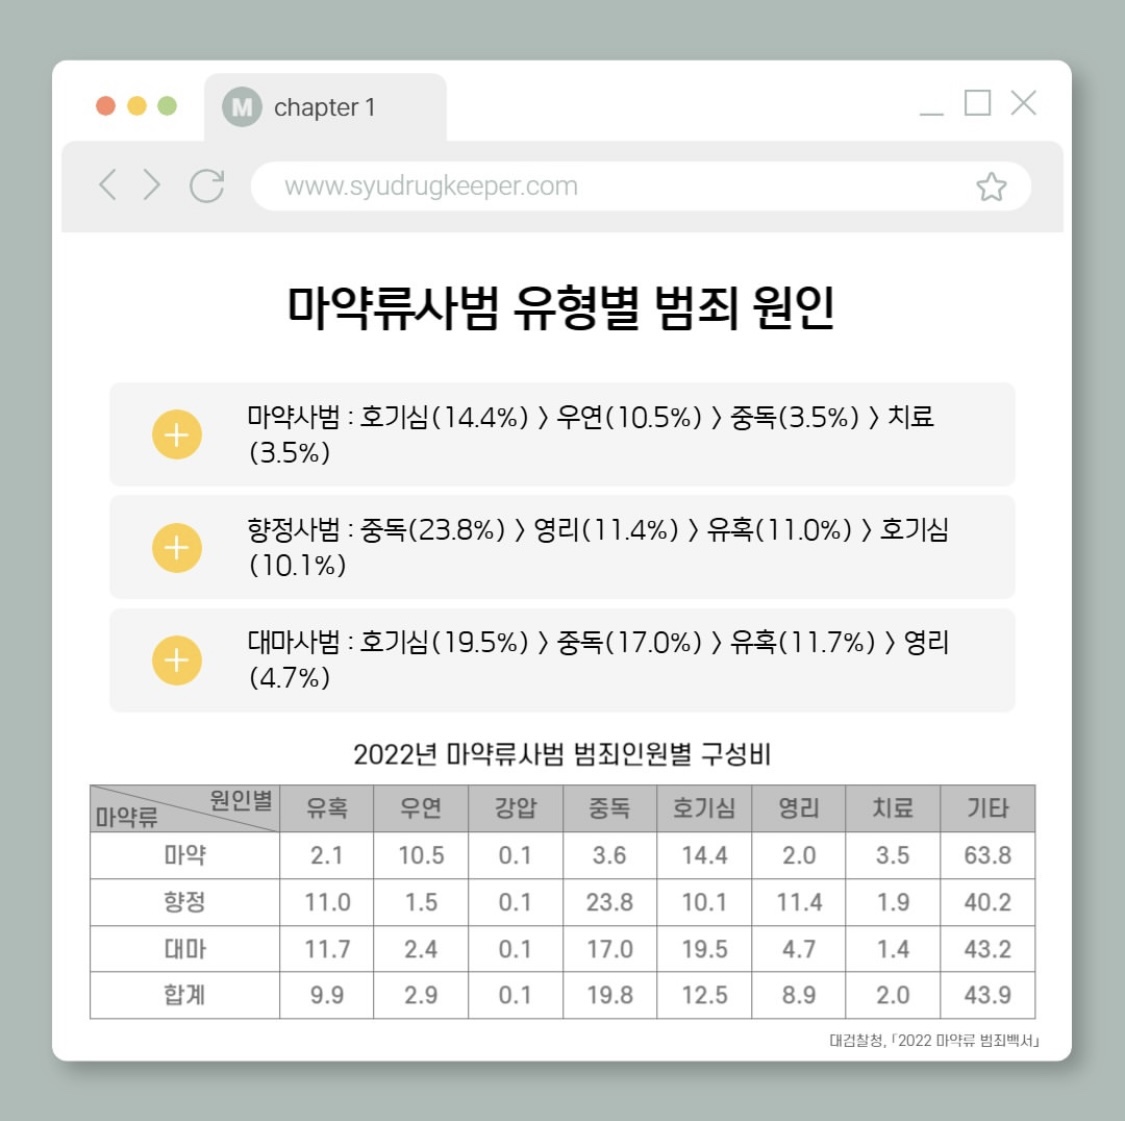 M chapter 1
www.syudrugkeeper.com
마약류사범 유형별 범죄 원인
마약사범 : 호기심(14.4%) > 우연(10.5%) > 중독(3.5%) > 치료
(3.5%)
향정사범 : 중독(23.8%) > 영리(11.4%) > 유혹(11.0%) > 호기심
(10.1%)
대마사범 : 호기심(19.5%) > 중독(17.0%) > 유혹(11.7%) > 영리
(4.7%)
2022년 마약류사범 범죄인원별 구성비
마약류 원인별 유혹 우연 강압 중독 호기심 영리 치료 기타
마약 2.1 10.5 0.1 3.6 14.4 2.0 3.5 63.8
향정 11.0 1.5 0.1 23.8 10.1 11.4 1.9 40.2
대마 11.7 2.4 0.1 17.0 19.5 4.7 1.4 43.2
합계 9.9 2.9 0.1 19.8 12.5 8.9 2.0 43.9
대검찰청, 「2022 마약류 범죄백서」